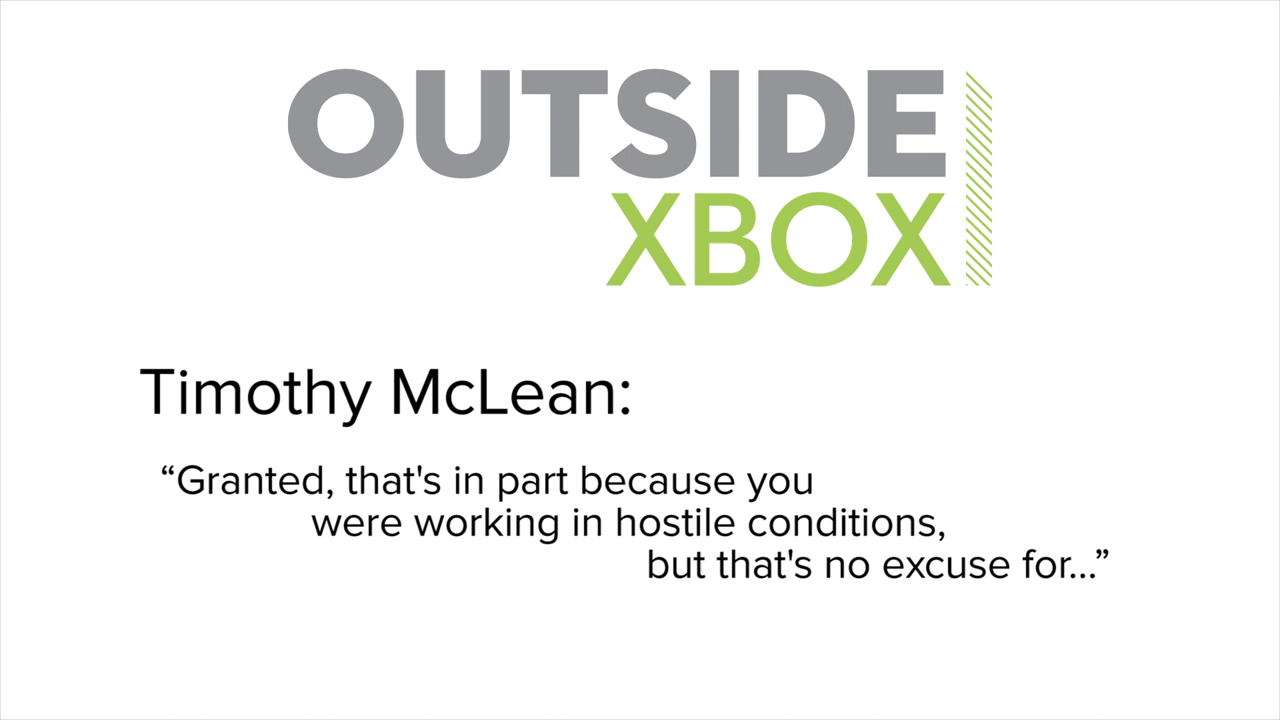 OUTSIDE
XBOX
Timothy McLean:
“Granted, that's in part because you
were working in hostile conditions,
but that's no excuse for...”